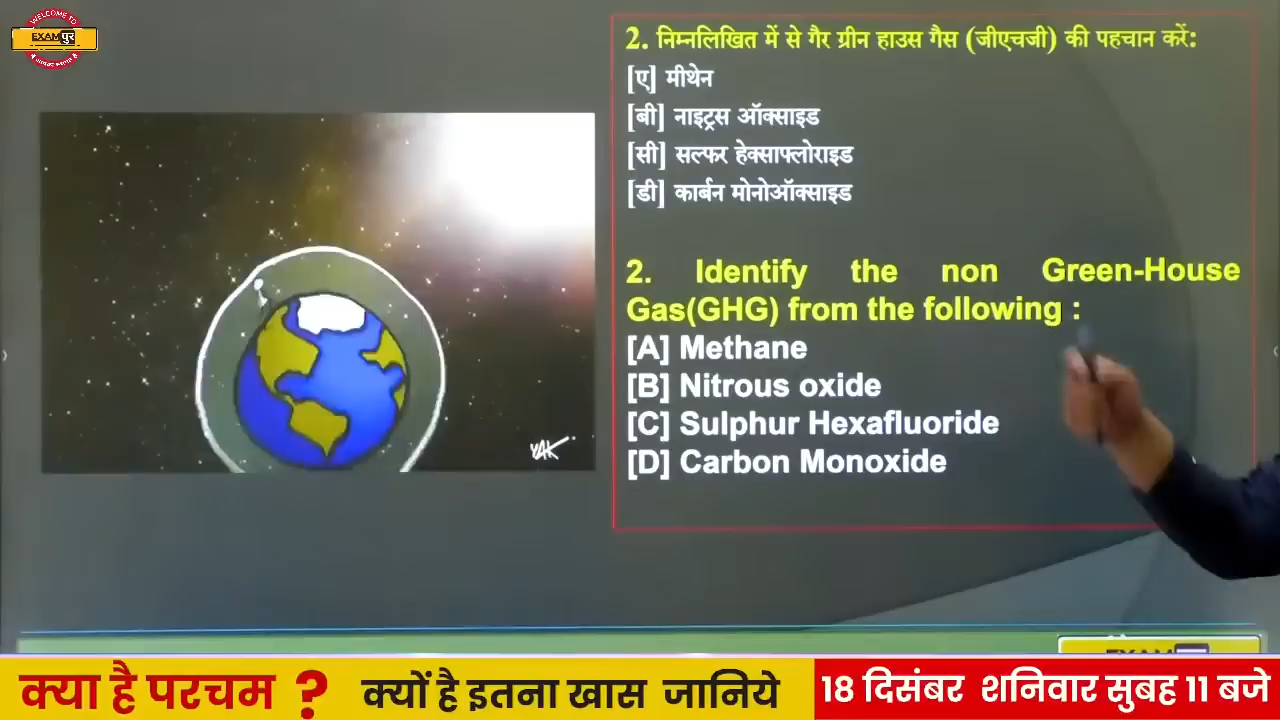 WELCOME TO
EXAM पुर
2. निम्नलिखित में से गैर ग्रीन हाउस गैस (जीएचजी) की पहचान करें:
[ए] मीथेन
[बी] नाइट्रस ऑक्साइड
[सी] सल्फर हेक्साफ्लोराइड
[डी] कार्बन मोनोऑक्साइड
2. Identify the non Green-House
Gas(GHG) from the following :
[A] Methane
[B] Nitrous oxide
[C] Sulphur Hexafluoride
[D] Carbon Monoxide
YAK
EXAM
क्या है परचम ? क्यों है इतना खास जानिये
18 दिसंबर शनिवार सुबह 11 बजे